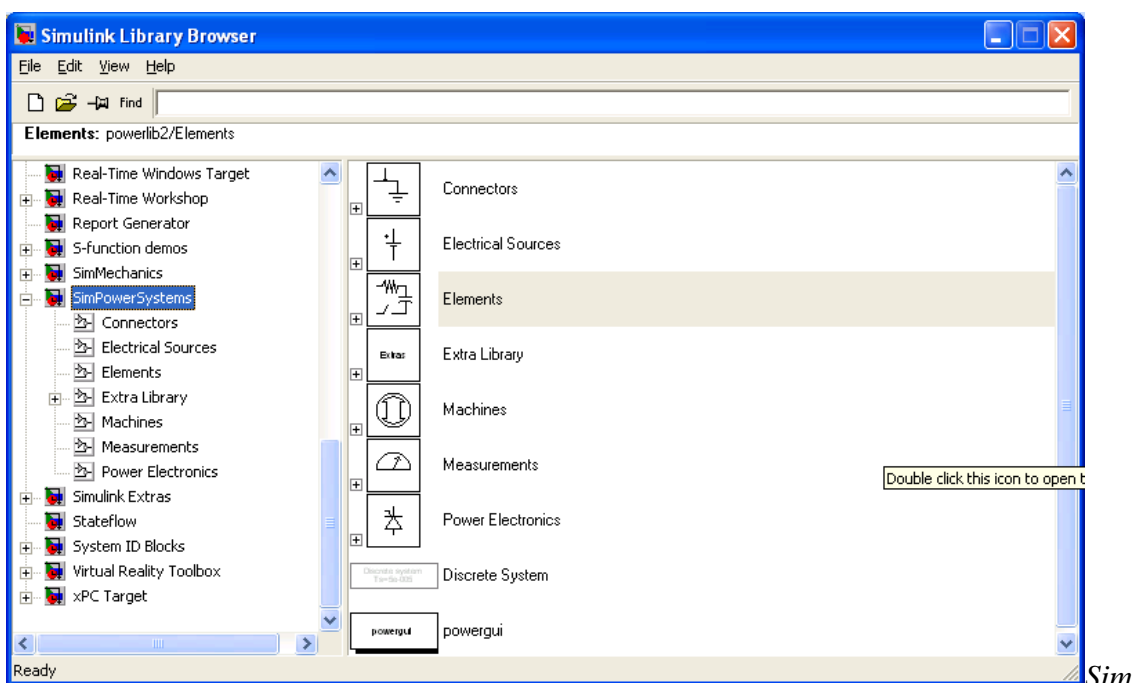 Simulink Library Browser
File Edit View Help
Find
Elements: powerlib2/Elements
Real-Time Windows Target
Real-Time Workshop
Report Generator
S-function demos
SimMechanics
SimPowerSystems
Connectors
Electrical Sources
Elements
Extra Library
Machines
Measurements
Power Electronics
Simulink Extras
Stateflow
System ID Blocks
Virtual Reality Toolbox
xPC Target
Connectors
Electrical Sources
Elements
Extras
Extra Library
Machines
Measurements
Double click this icon to open t
Power Electronics
Discrete system
Discrete System
powergui
powergui
Ready
Sim